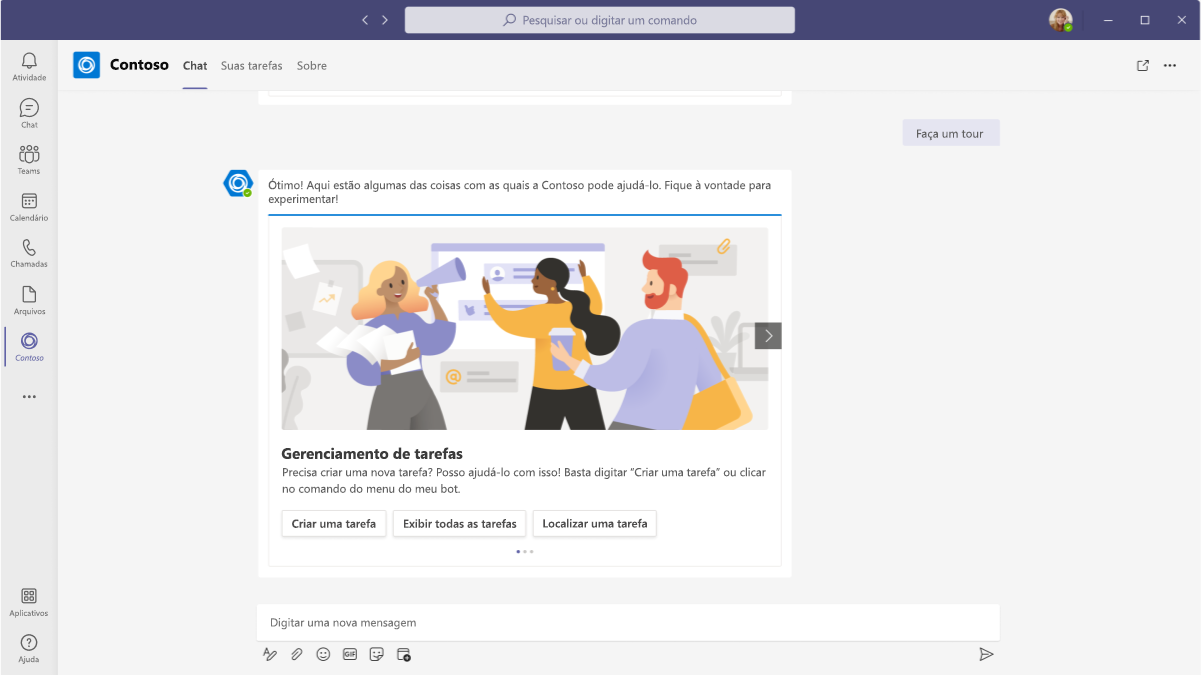 Pesquisar ou digitar um comando
Atividade
Chat
Teams
Calendário
Chamadas
Arquivos
Contoso
Aplicativos
Ajuda
Contoso
Chat
Suas tarefas
Sobre
Faça um tour
Ótimo! Aqui estão algumas das coisas com as quais a Contoso pode ajudá-lo. Fique à vontade para
experimentar!
@
Gerenciamento de tarefas
Precisa criar uma nova tarefa? Posso ajudá-lo com isso! Basta digitar “Criar uma tarefa” ou clicar
no comando do menu do meu bot.
Criar uma tarefa
Exibir todas as tarefas
Localizar uma tarefa
Digitar uma nova mensagem
GIF